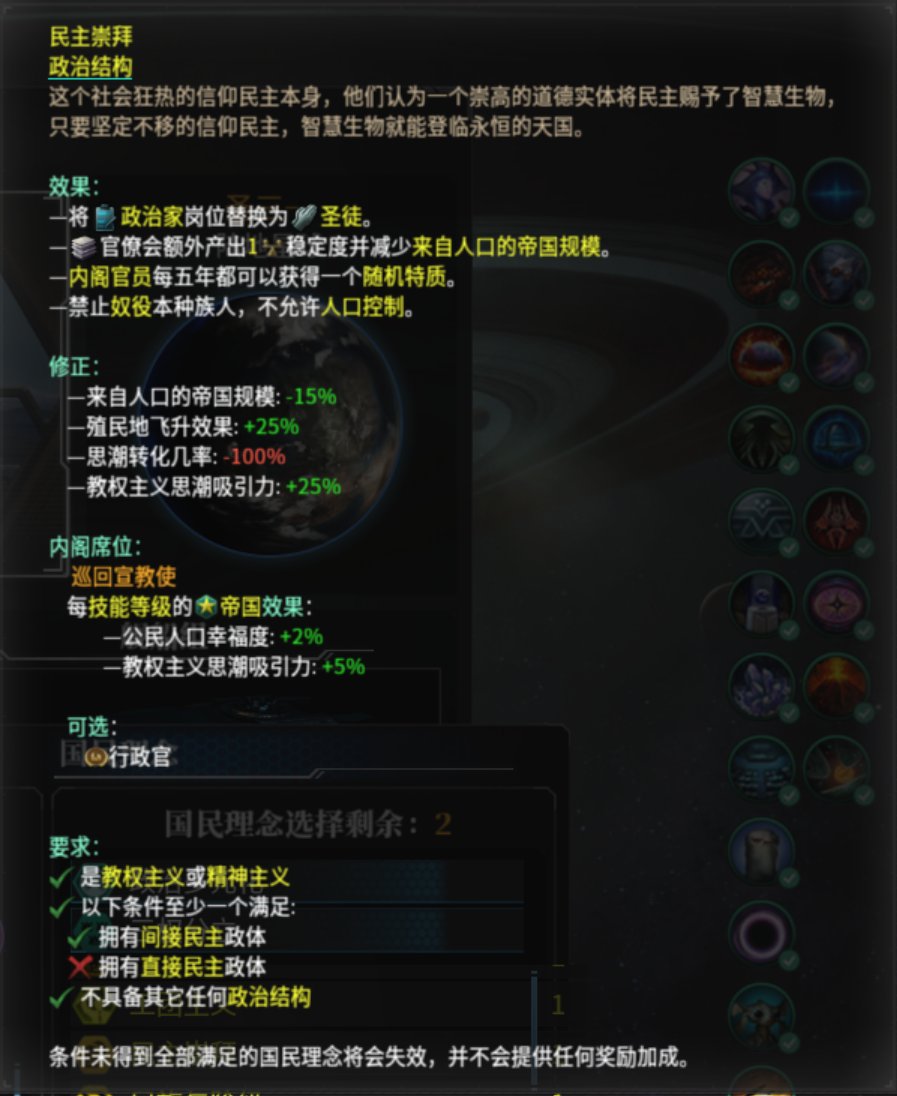 民主崇拜
政治结构
这个社会狂热的信仰民主本身，他们认为一个崇高的道德实体将民主赐予了智慧生物，
只要坚定不移的信仰民主，智慧生物就能登临永恒的天国。
效果：
—将政治家岗位替换为圣徒。
—官僚会额外产出1稳定度并减少来自人口的帝国规模。
—内阁官员每五年都可以获得一个随机特质。
—禁止奴役本种族人，不允许人口控制。
修正：
—来自人口的帝国规模: -15%
—殖民地飞升效果: +25%
—思潮转化几率: -100%
—教权主义思潮吸引力: +25%
内阁席位：
巡回宣教使
每技能等级的帝国效果：
—公民人口幸福度: +2%
—教权主义思潮吸引力: +5%
可选：
行政官
国民理念选择剩余：2
要求：
是教权主义或精神主义
以下条件至少一个满足:
拥有间接民主政体
拥有直接民主政体
不具备其它任何政治结构
1
条件未得到全部满足的国民理念将会失效，并不会提供任何奖励加成。